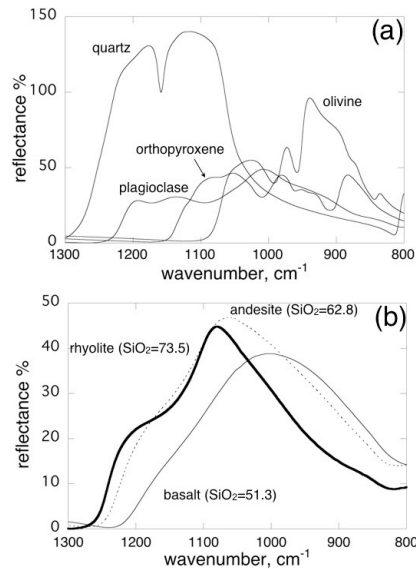 (a)
150
100
50
0
reflectance %
quartz
olivine
orthopyroxene
plagioclase
1300 1200 1100 1000 900 800
wavenumber, cm⁻¹
(b)
50
40
30
20
10
0
reflectance %
andesite (SiO₂=62.8)
rhyolite (SiO₂=73.5)
basalt (SiO₂=51.3)
1300 1200 1100 1000 900 800
wavenumber, cm⁻¹